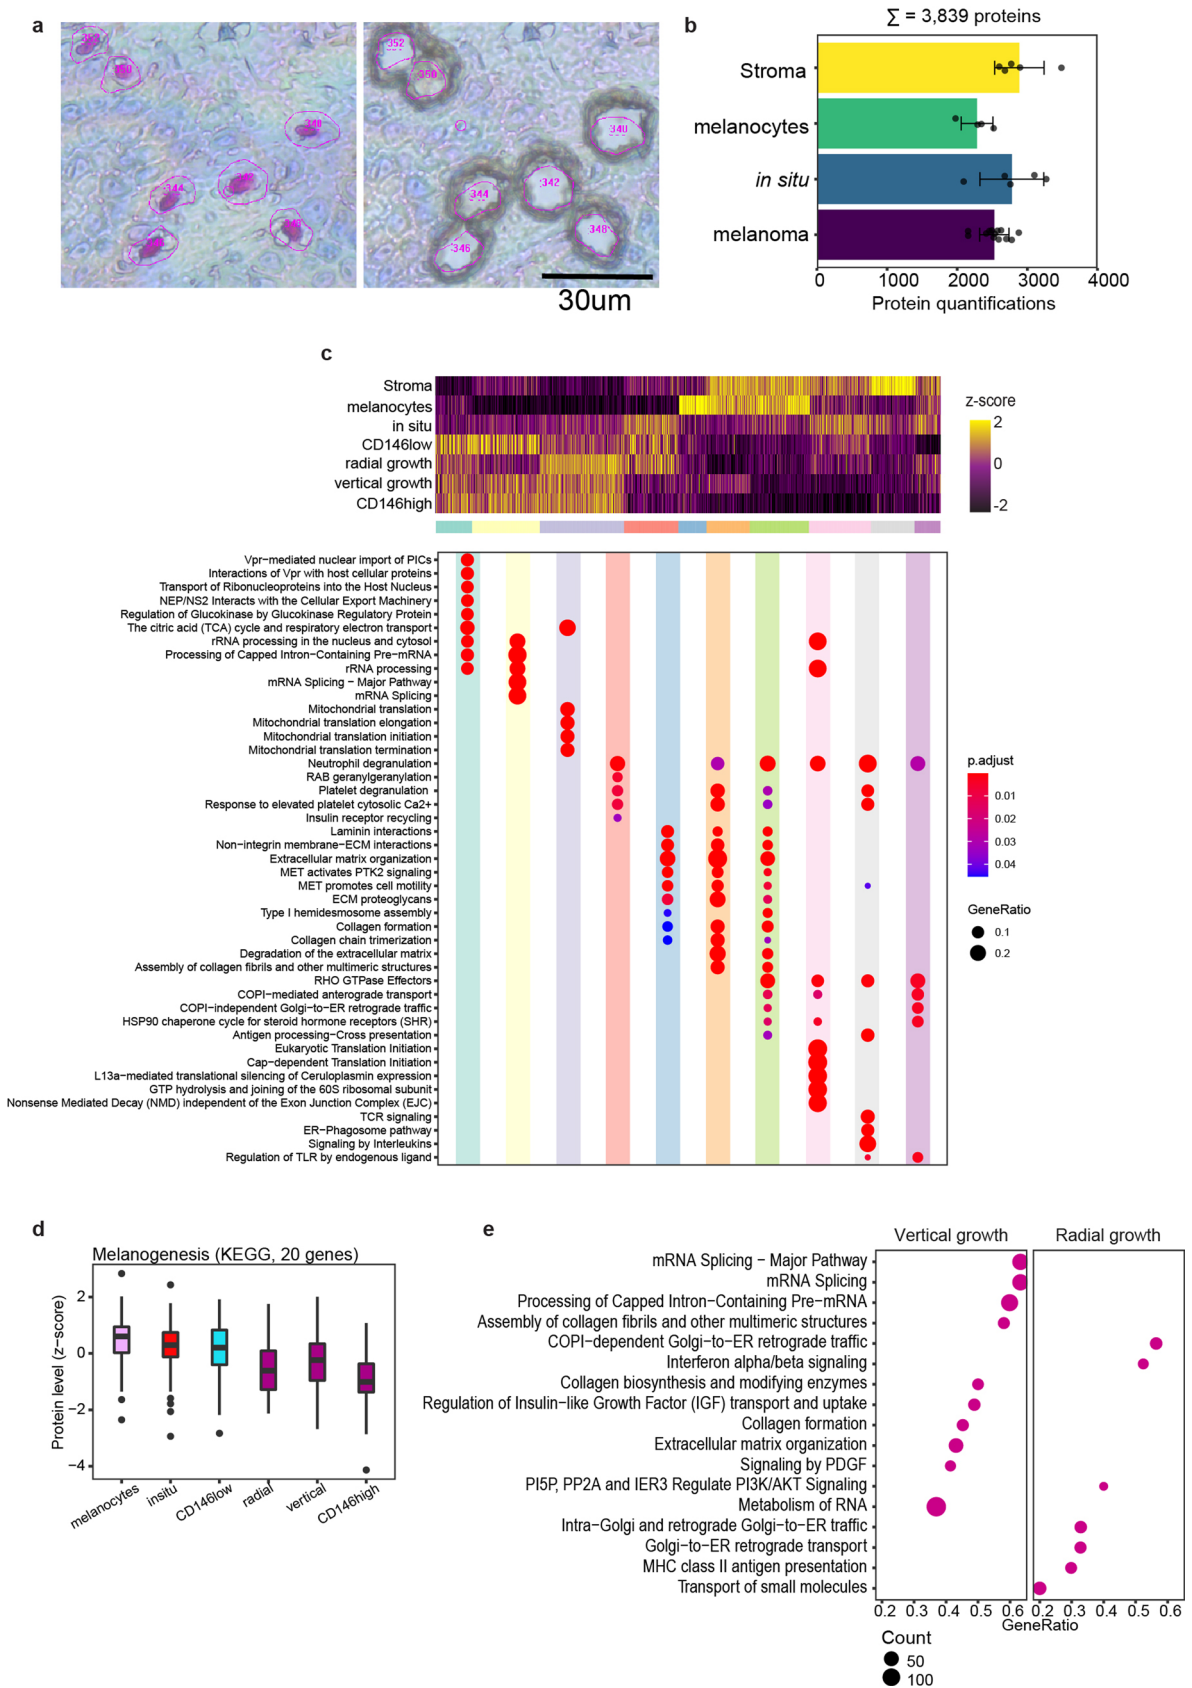 a
352
350
340
344
342
348
352
350
340
344
342
348
346
30um
b
∑ = 3,839 proteins
Stroma
melanocytes
in situ
melanoma
0 1000 2000 3000 4000
Protein quantifications
c
Stroma
melanocytes
in situ
CD146low
radial growth
vertical growth
CD146high
z-score
2
0
-2
Vpr-mediated nuclear import of PICs
Interactions of Vpr with host cellular proteins
Transport of Ribonucleoproteins into the Host Nucleus
NEP/NS2 Interacts with the Cellular Export Machinery
Regulation of Glucokinase by Glucokinase Regulatory Protein
The citric acid (TCA) cycle and respiratory electron transport
rRNA processing in the nucleus and cytosol
Processing of Capped Intron-Containing Pre-mRNA
rRNA processing
mRNA Splicing - Major Pathway
mRNA Splicing
Mitochondrial translation
Mitochondrial translation elongation
Mitochondrial translation initiation
Mitochondrial translation termination
Neutrophil degranulation
RAB geranylgeranylation
Platelet degranulation
Response to elevated platelet cytosolic Ca2+
Insulin receptor recycling
Laminin interactions
Non-integrin membrane-ECM interactions
Extracellular matrix organization
MET activates PTK2 signaling
MET promotes cell motility
ECM proteoglycans
Type I hemidesmosome assembly
Collagen formation
Collagen chain trimerization
Degradation of the extracellular matrix
Assembly of collagen fibrils and other multimeric structures
RHO GTPase Effectors
COPI-mediated anterograde transport
COPI-independent Golgi-to-ER retrograde traffic
HSP90 chaperone cycle for steroid hormone receptors (SHR)
Antigen processing-Cross presentation
Eukaryotic Translation Initiation
Cap-dependent Translation Initiation
L13a-mediated translational silencing of Ceruloplasmin expression
GTP hydrolysis and joining of the 60S ribosomal subunit
Nonsense Mediated Decay (NMD) independent of the Exon Junction Complex (EJC)
TCR signaling
ER-Phagosome pathway
Signaling by Interleukins
Regulation of TLR by endogenous ligand
p.adjust
0.01
0.02
0.03
0.04
GeneRatio
0.1
0.2
d
Melanogenesis (KEGG, 20 genes)
Protein level (z-score)
2
0
-2
-4
melanocytes
insitu
CD146low
radial
vertical
CD146high
e
Vertical growth Radial growth
mRNA Splicing - Major Pathway
mRNA Splicing
Processing of Capped Intron-Containing Pre-mRNA
Assembly of collagen fibrils and other multimeric structures
COPI-dependent Golgi-to-ER retrograde traffic
Interferon alpha/beta signaling
Collagen biosynthesis and modifying enzymes
Regulation of Insulin-like Growth Factor (IGF) transport and uptake
Collagen formation
Extracellular matrix organization
Signaling by PDGF
PI5P, PP2A and IER3 Regulate PI3K/AKT Signaling
Metabolism of RNA
Intra-Golgi and retrograde Golgi-to-ER traffic
Golgi-to-ER retrograde transport
MHC class II antigen presentation
Transport of small molecules
0.2 0.3 0.4 0.5 0.6 0.2 0.3 0.4 0.5 0.6
GeneRatio
Count
50
100